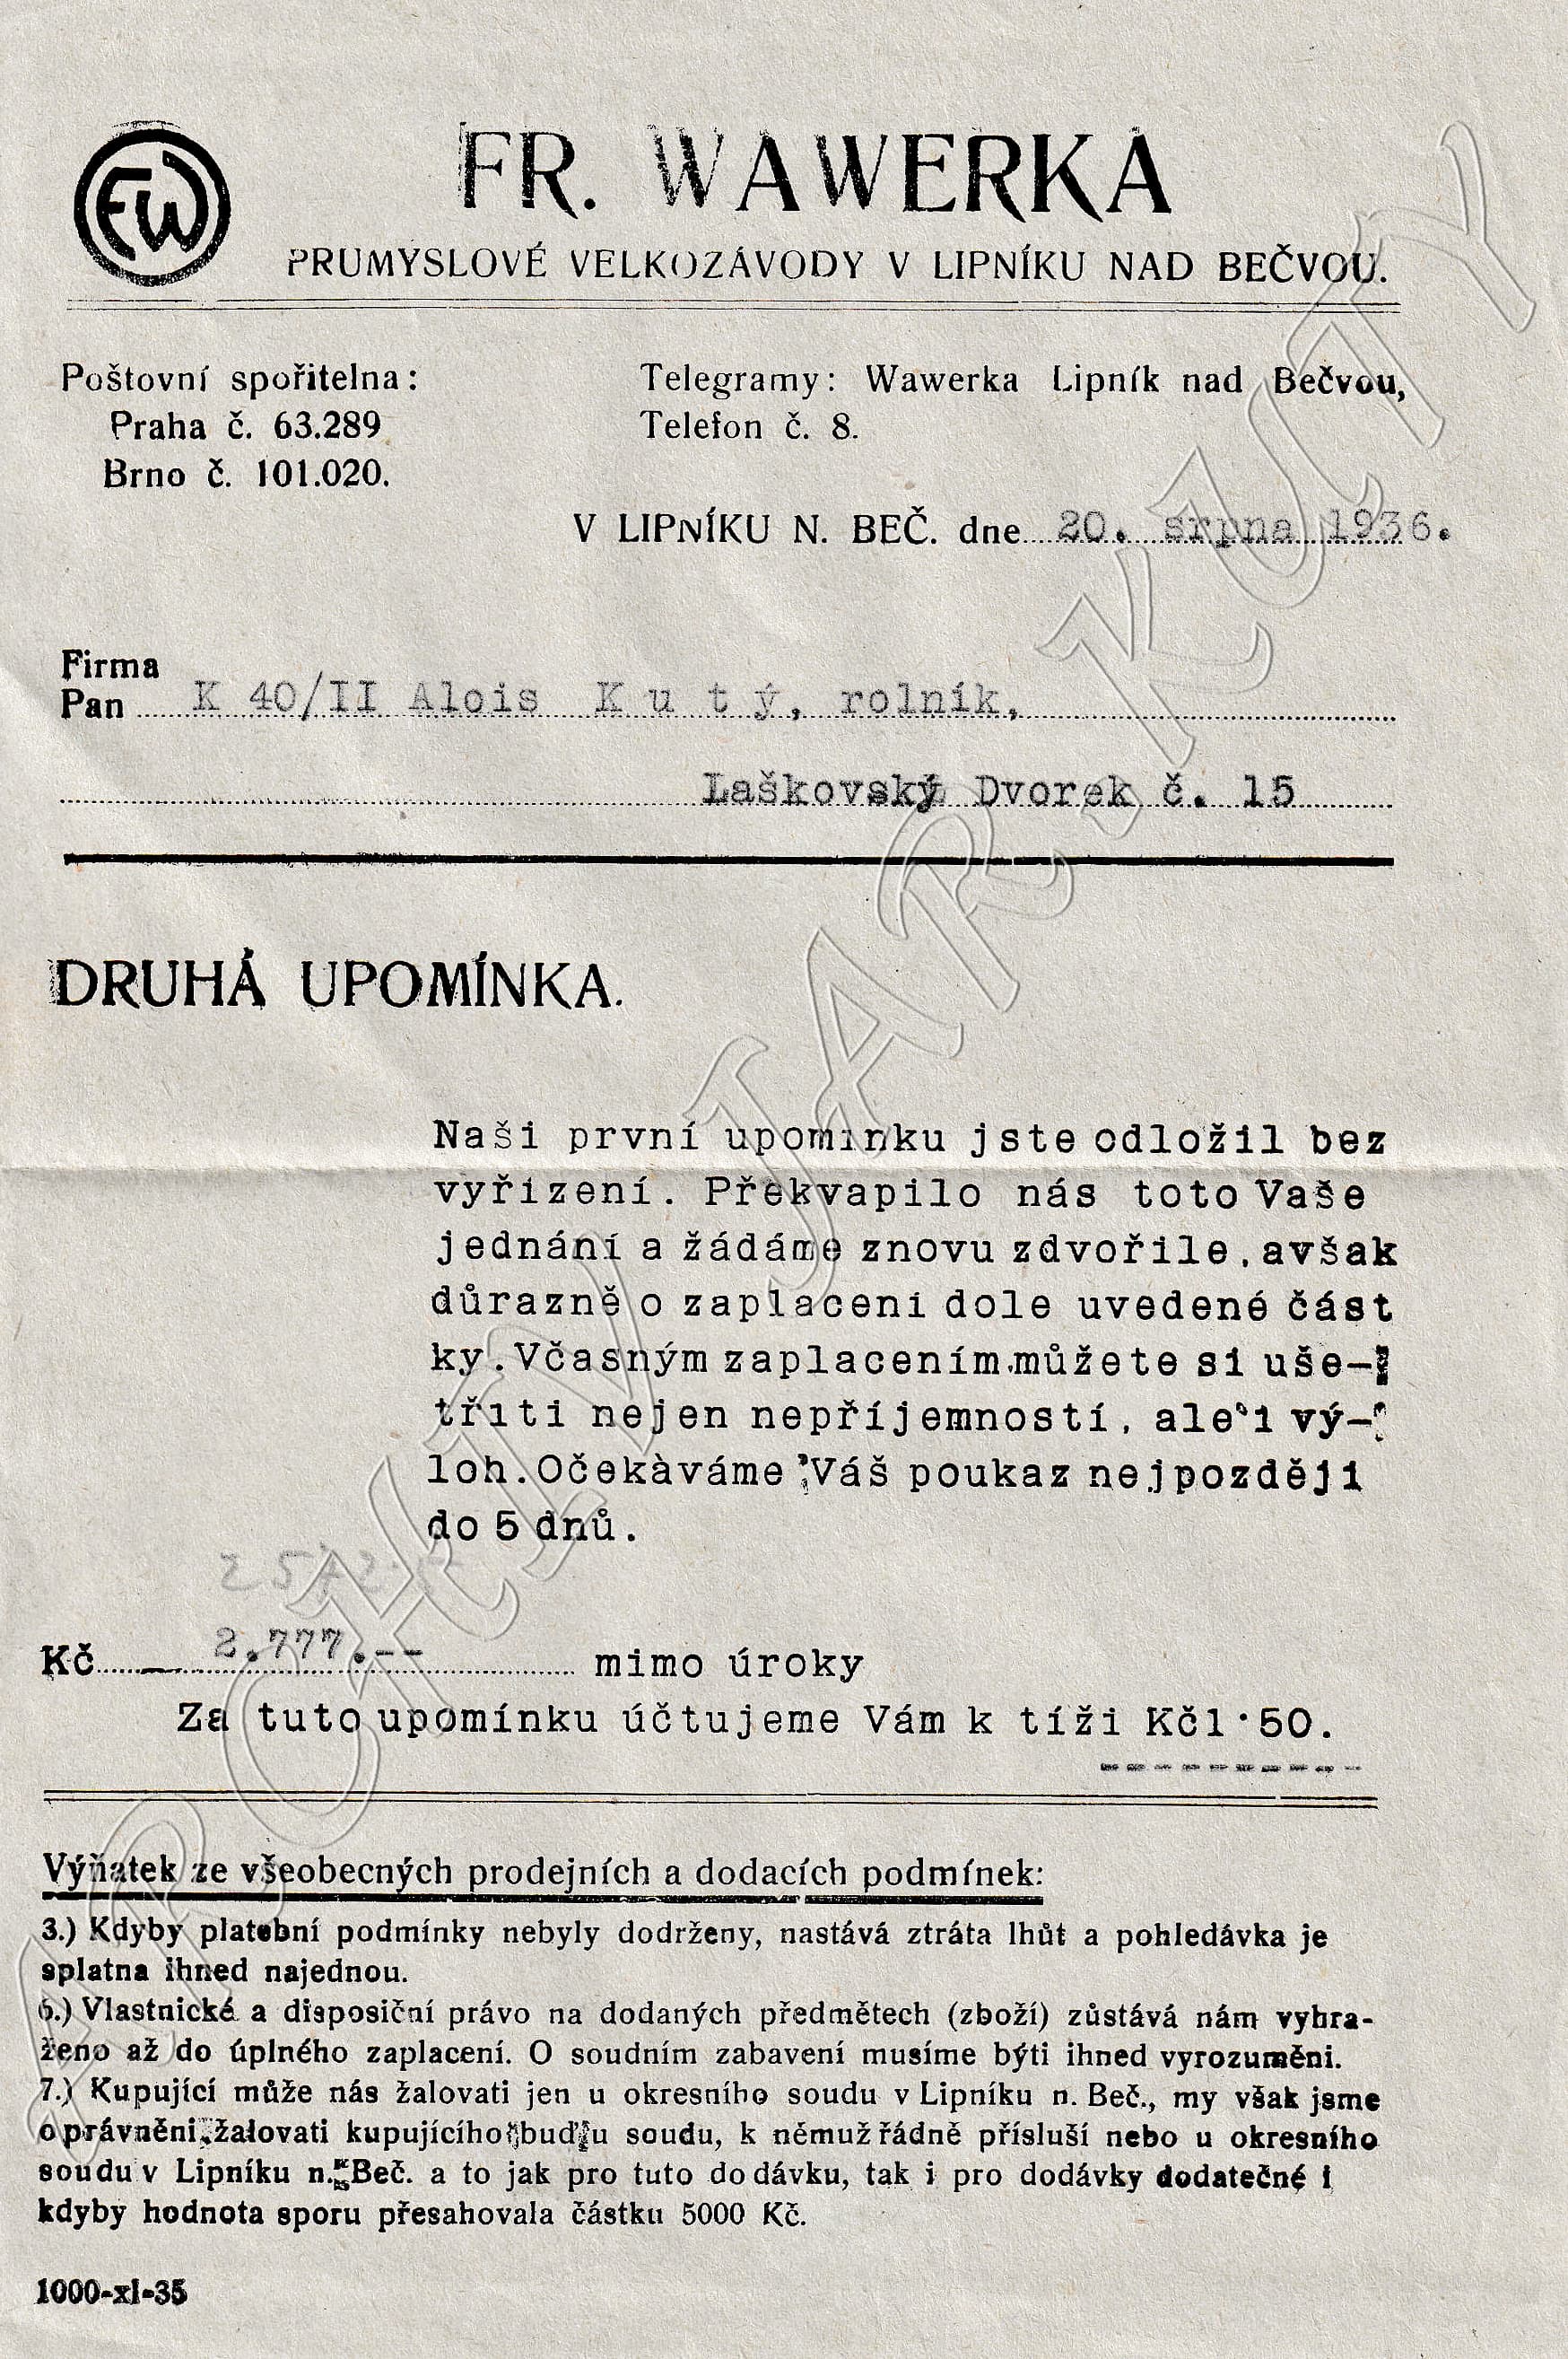 FW
FR. WAWERKA
PRUMYSLOVÉ VELKOZÁVODY V LIPNÍKU NAD BEČVOU.
Poštovní spořitelna:
Praha č. 63.289
Brno č. 101.020.
Telegramy: Wawerka Lipník nad Bečvou,
Telefon č. 8.
V LIPNÍKU N. BEČ. dne 20. srpna 1936.
Firma
Pan K 40/II Alois K u t ý, rolník,
Laškovský Dvorek č. 15
DRUHÁ UPOMÍNKA.
Naši první upomínku jste odložil bez
vyřízení. Překvapilo nás toto Vaše
jednání a žádáme znovu zdvořile, avšak
důrazně o zaplacení dole uvedené část
ky. Včasným zaplacením můžete si uše-
třiti nejen nepříjemností, ale i vý-
loh. Očekàváme Váš poukaz nejpozději
do 5 dnů.
Kč 2.777.-- mimo úroky
Za tuto upomínku účtujeme Vám k tíži Kč 1·50.
Výňatek ze všeobecných prodejních a dodacích podmínek:
3.) Kdyby platební podmínky nebyly dodrženy, nastává ztráta lhůt a pohledávka je
splatna ihned najednou.
6.) Vlastnické a disposiční právo na dodaných předmětech (zboží) zůstává nám vyhra-
ženo až do úplného zaplacení. O soudním zabavení musíme býti ihned vyrozuměni.
7.) Kupující může nás žalovati jen u okresního soudu v Lipníku n. Beč., my však jsme
oprávněni žalovati kupujícího buď u soudu, k němuž řádně přísluší nebo u okresního
soudu v Lipníku n. Beč. a to jak pro tuto dodávku, tak i pro dodávky dodatečné i
kdyby hodnota sporu přesahovala částku 5000 Kč.
1000-xl-35
ARCHIV JAR. KUTÝ